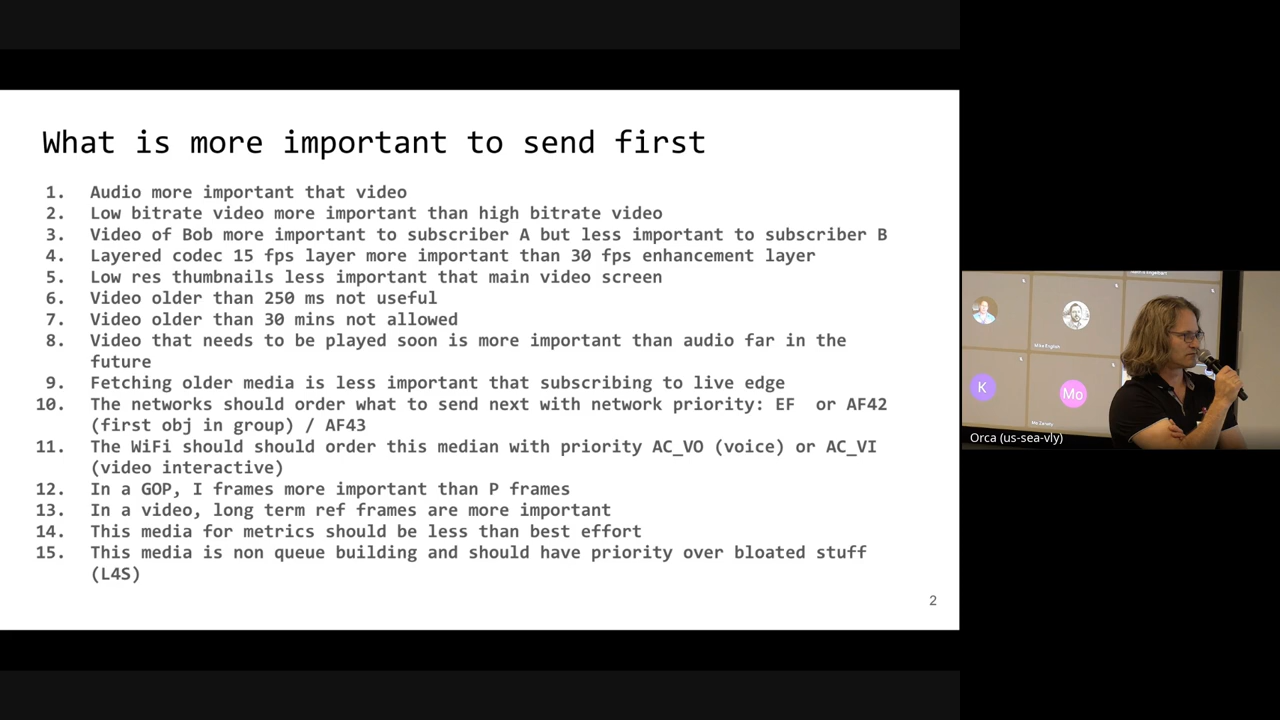 What is more important to send first
1. Audio more important that video
2. Low bitrate video more important than high bitrate video
3. Video of Bob more important to subscriber A but less important to subscriber B
4. Layered codec 15 fps layer more important than 30 fps enhancement layer
5. Low res thumbnails less important that main video screen
6. Video older than 250 ms not useful
7. Video older than 30 mins not allowed
8. Video that needs to be played soon is more important than audio far in the
future
9. Fetching older media is less important that subscribing to live edge
10. The networks should order what to send next with network priority: EF  or AF42
(first obj in group) / AF43
11. The WiFi should should order this median with priority AC_VO (voice) or AC_VI
(video interactive)
12. In a GOP, I frames more important than P frames
13. In a video, long term ref frames are more important
14. This media for metrics should be less than best effort
15. This media is non queue building and should have priority over bloated stuff
(L4S)
2
K
Mo
Orca (us-sea-vly)